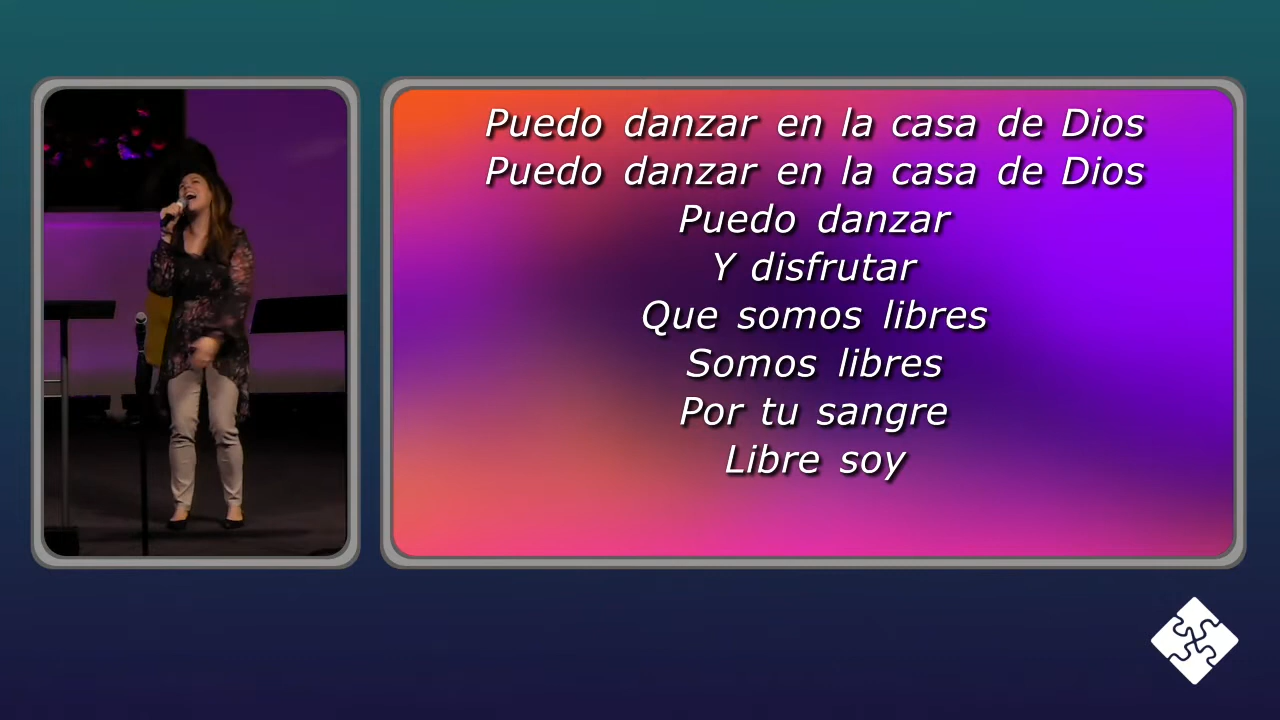 Puedo danzar en la casa de Dios
Puedo danzar en la casa de Dios
Puedo danzar
Y disfrutar
Que somos libres
Somos libres
Por tu sangre
Libre soy